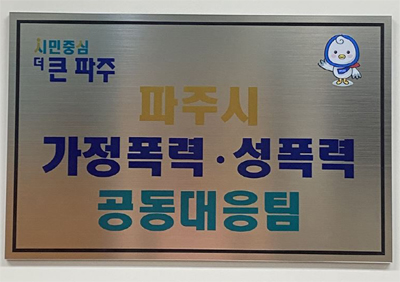 시민중심
더 큰 파주
파주시
가정폭력·성폭력
공동대응팀